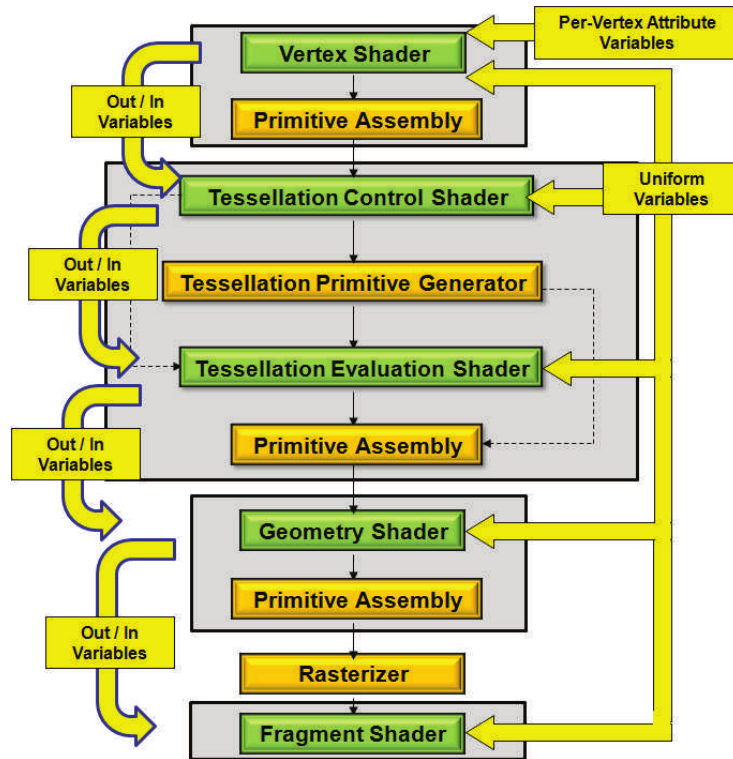 Per-Vertex Attribute
Variables
Vertex Shader
Out / In
Variables
Primitive Assembly
Tessellation Control Shader
Uniform
Variables
Out / In
Variables
Tessellation Primitive Generator
Tessellation Evaluation Shader
Out / In
Variables
Primitive Assembly
Geometry Shader
Primitive Assembly
Out / In
Variables
Rasterizer
Fragment Shader